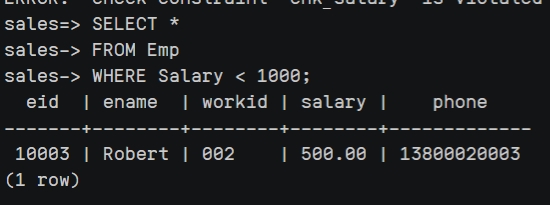 ERROR: check constraint "chk_salary" is violated
sales=> SELECT *
sales-> FROM Emp
sales-> WHERE Salary < 1000;
  eid  | ename  | workid | salary |    phone
-------+--------+--------+--------+-------------
 10003 | Robert | 002    | 500.00 | 13800020003
(1 row)